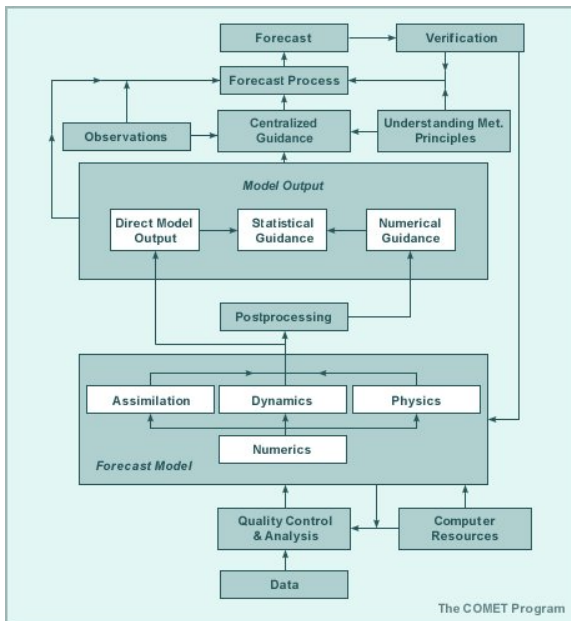 Forecast
Verification
Forecast Process
Observations
Centralized
Guidance
Understanding Met.
Principles
Model Output
Direct Model
Output
Statistical
Guidance
Numerical
Guidance
Postprocessing
Assimilation
Dynamics
Physics
Numerics
Forecast Model
Quality Control
& Analysis
Computer
Resources
Data
The COMET Program